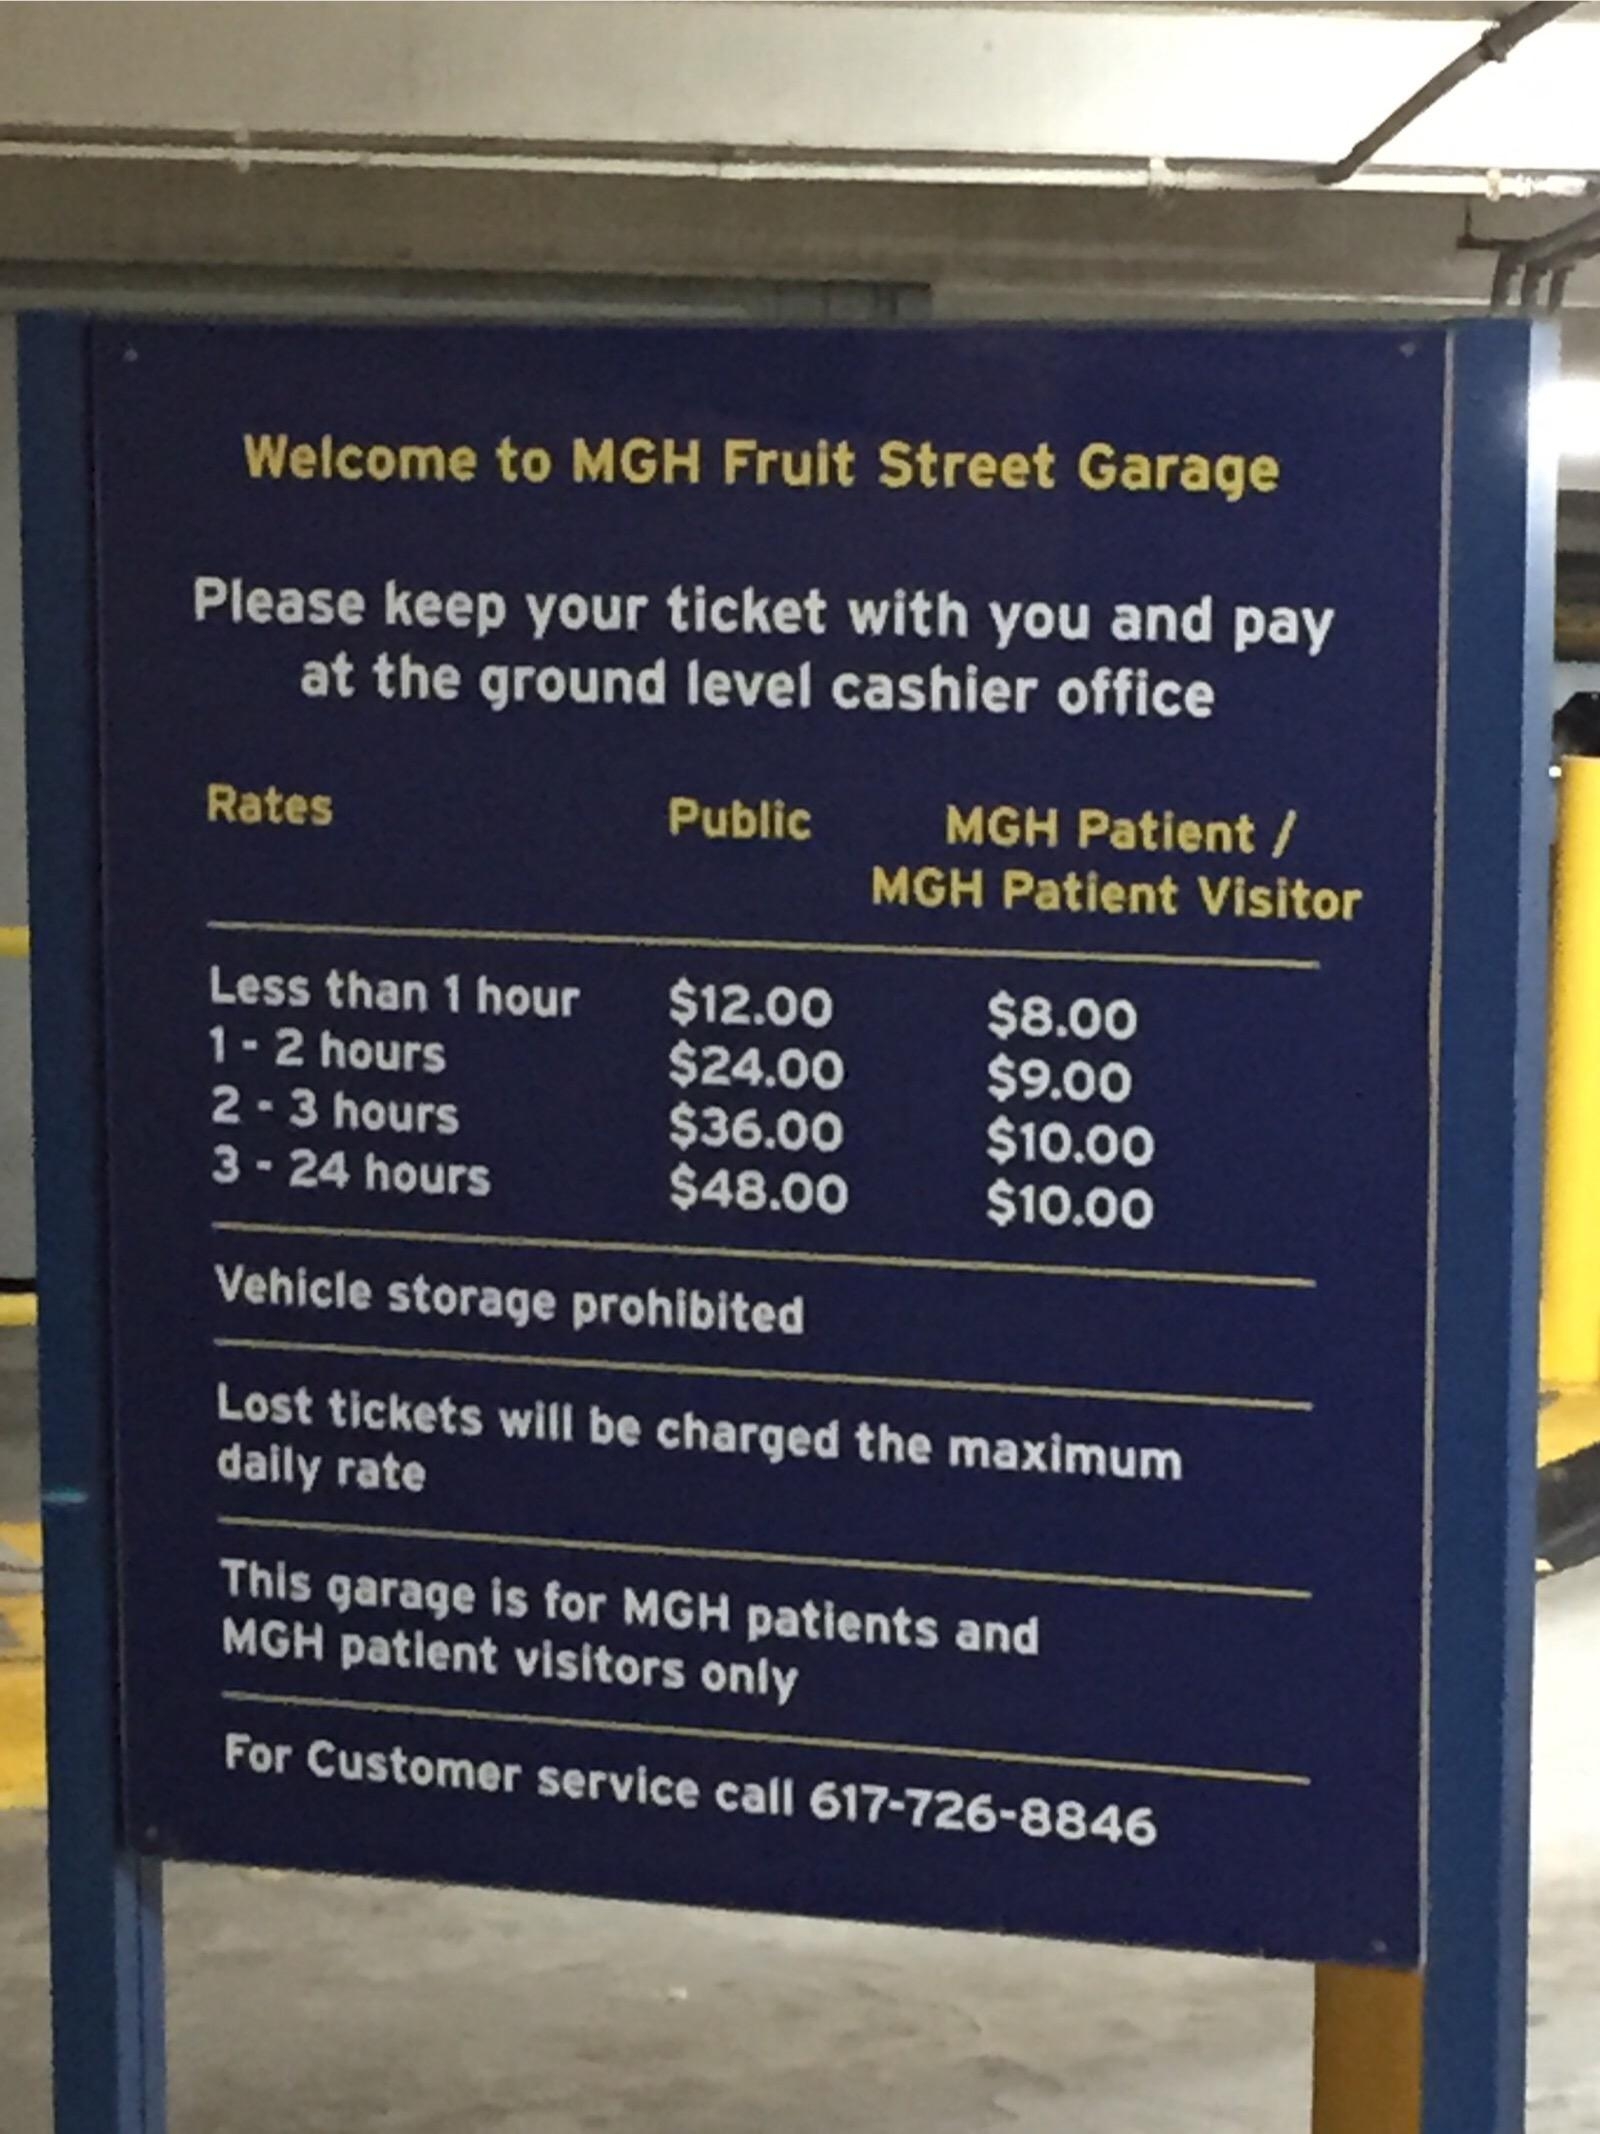 Welcome to MGH Fruit Street Garage
Please keep your ticket with you and pay
at the ground level cashier office
Rates Public MGH Patient /
MGH Patient Visitor
Less than 1 hour $12.00 $8.00
1 - 2 hours $24.00 $9.00
2 - 3 hours $36.00 $10.00
3 - 24 hours $48.00 $10.00
Vehicle storage prohibited
Lost tickets will be charged the maximum
daily rate
This garage is for MGH patients and
MGH patient visitors only
For Customer service call 617-726-8846